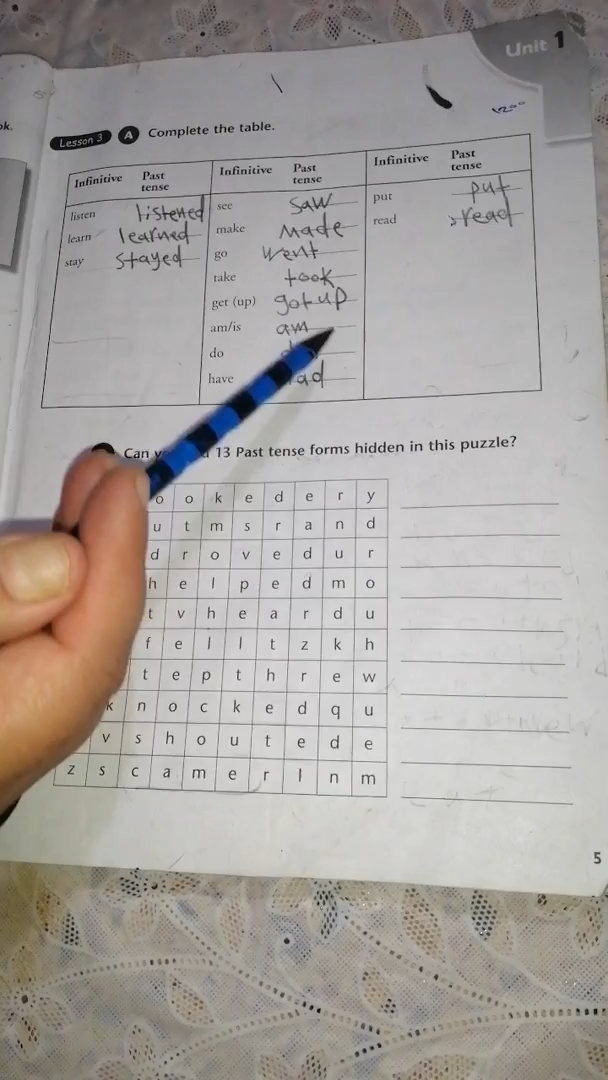 ok.
Unit 1
Lesson 3 A Complete the table.
Infinitive Past tense Infinitive Past tense Infinitive Past tense
listen listened see saw put put
learn learned make made read read
stay stayed go went
take took
get (up) got up
am/is am
do
have
13 Past tense forms hidden in this puzzle?
o o k e d e r y
u t m s r a n d
d r o v e d u r
h e l p e d m o
t v h e a r d u
f e l l t z k h
t e p t h r e w
k n o c k e d q u
v s h o u t e d e
z s c a m e r l n m
5